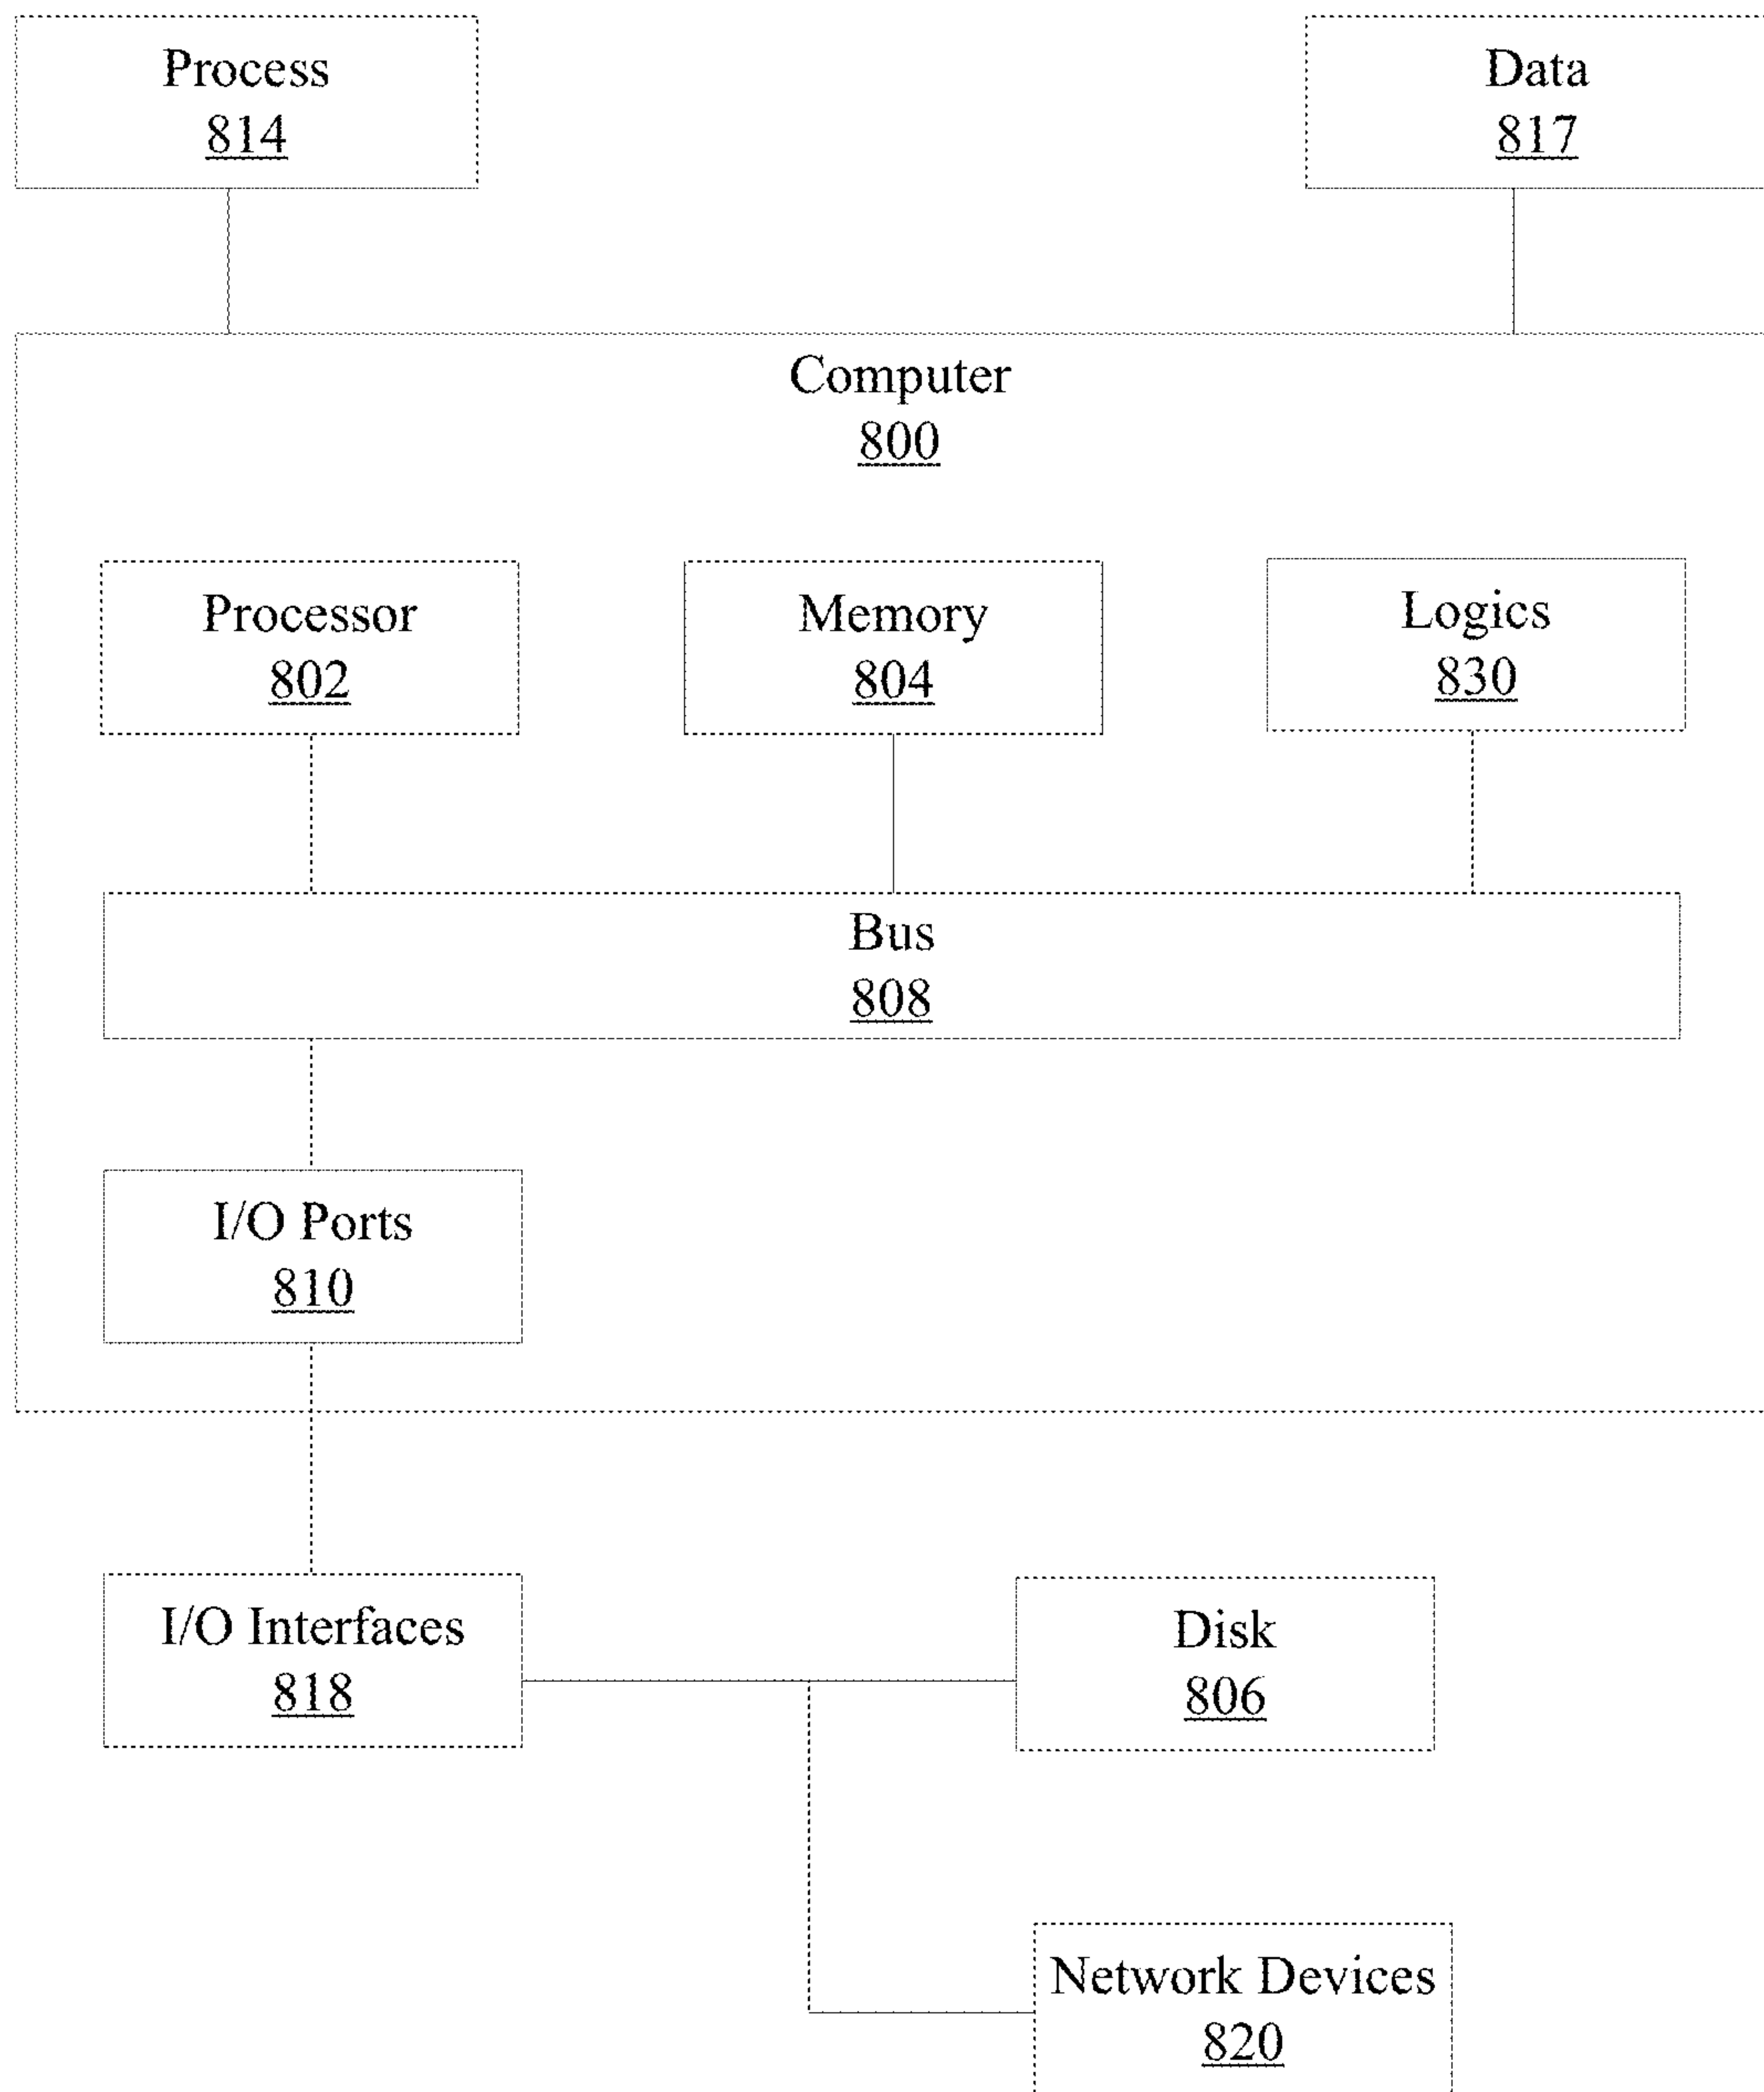 Process
814
Data
817
Computer
800
Processor
802
Memory
804
Logics
830
Bus
808
I/O Ports
810
I/O Interfaces
818
Disk
806
Network Devices
820